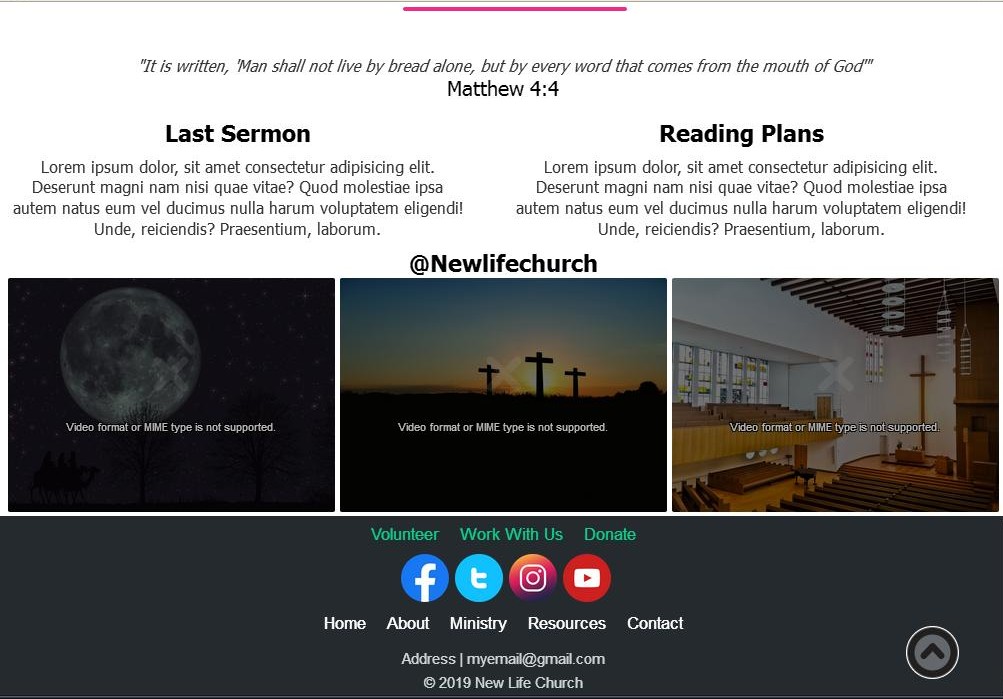 "It is written, 'Man shall not live by bread alone, but by every word that comes from the mouth of God'"
Matthew 4:4
Last Sermon
Lorem ipsum dolor, sit amet consectetur adipisicing elit.
Deserunt magni nam nisi quae vitae? Quod molestiae ipsa
autem natus eum vel ducimus nulla harum voluptatem eligendi!
Unde, reiciendis? Praesentium, laborum.
Reading Plans
Lorem ipsum dolor, sit amet consectetur adipisicing elit.
Deserunt magni nam nisi quae vitae? Quod molestiae ipsa
autem natus eum vel ducimus nulla harum voluptatem eligendi!
Unde, reiciendis? Praesentium, laborum.
@Newlifechurch
Video format or MIME type is not supported.
Video format or MIME type is not supported.
Video format or MIME type is not supported.
Volunteer Work With Us Donate
Home About Ministry Resources Contact
Address | myemail@gmail.com
© 2019 New Life Church